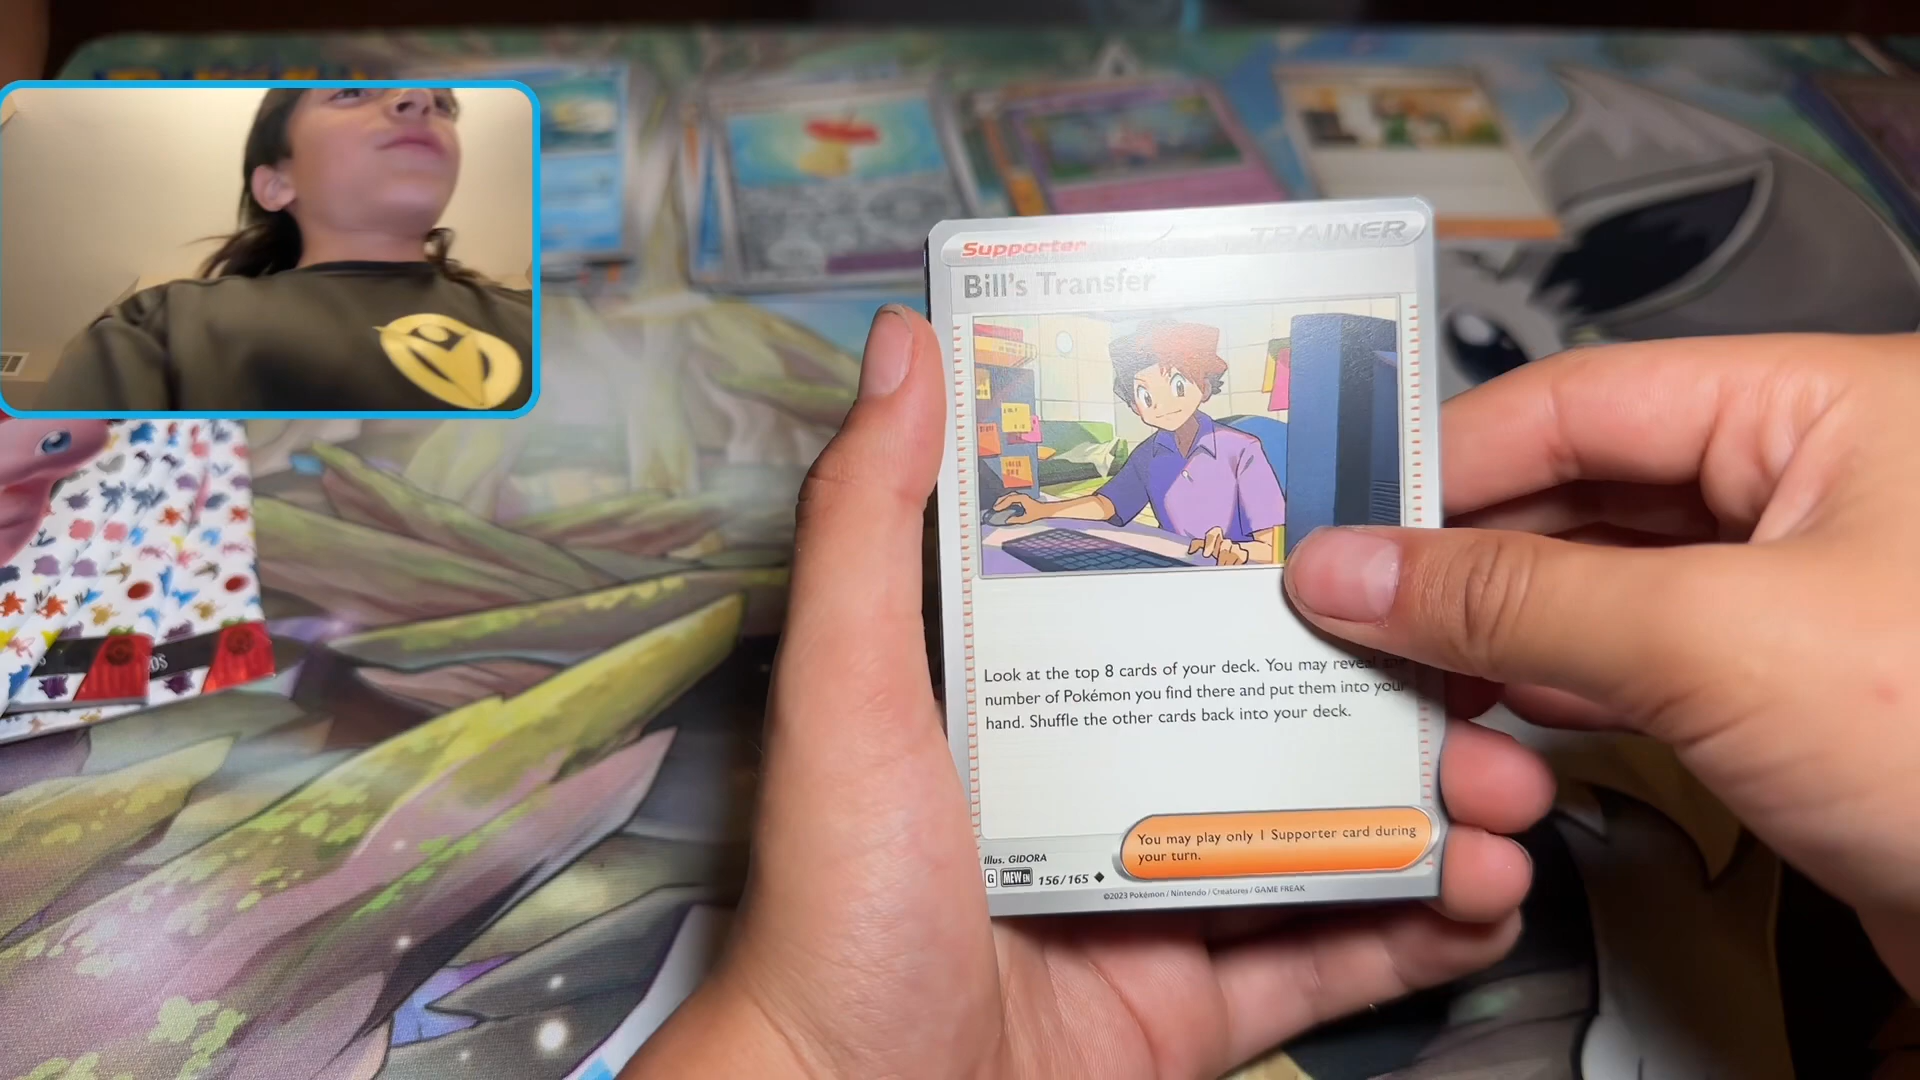 Supporter
TRAINER
Bill's Transfer
Look at the top 8 cards of your deck. You may reveal
number of Pokémon you find there and put them into your
hand. Shuffle the other cards back into your deck.
You may play only 1 Supporter card during
your turn.
Illus. GIDORA
G MEW EN 156/165
©2023 Pokémon / Nintendo / Creatures / GAME FREAK